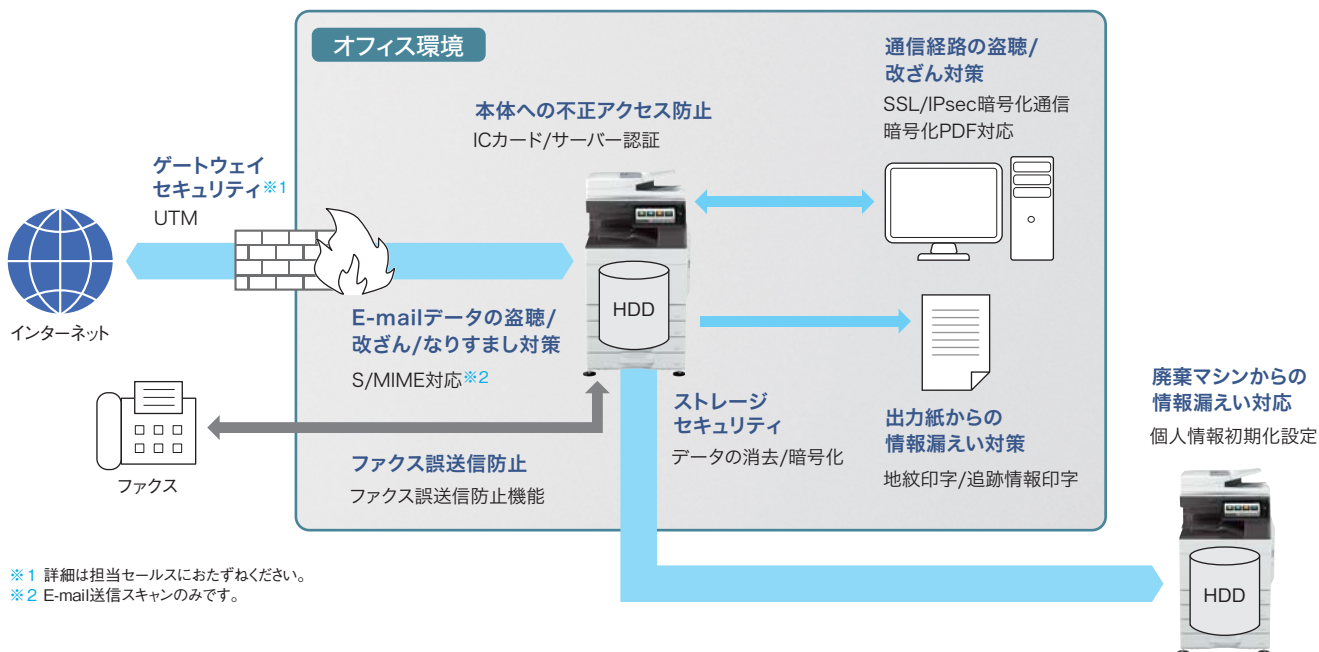 オフィス環境
通信経路の盗聴/
改ざん対策
SSL/IPsec暗号化通信
暗号化PDF対応
本体への不正アクセス防止
ICカード/サーバー認証
ゲートウェイ
セキュリティ※1
UTM
インターネット
HDD
E-mailデータの盗聴/
改ざん/なりすまし対策
S/MIME対応※2
ストレージ
セキュリティ
データの消去/暗号化
出力紙からの
情報漏えい対策
地紋印字/追跡情報印字
廃棄マシンからの
情報漏えい対応
個人情報初期化設定
ファクス
ファクス誤送信防止
ファクス誤送信防止機能
HDD
※1 詳細は担当セールスにおたずねください。
※2 E-mail送信スキャンのみです。